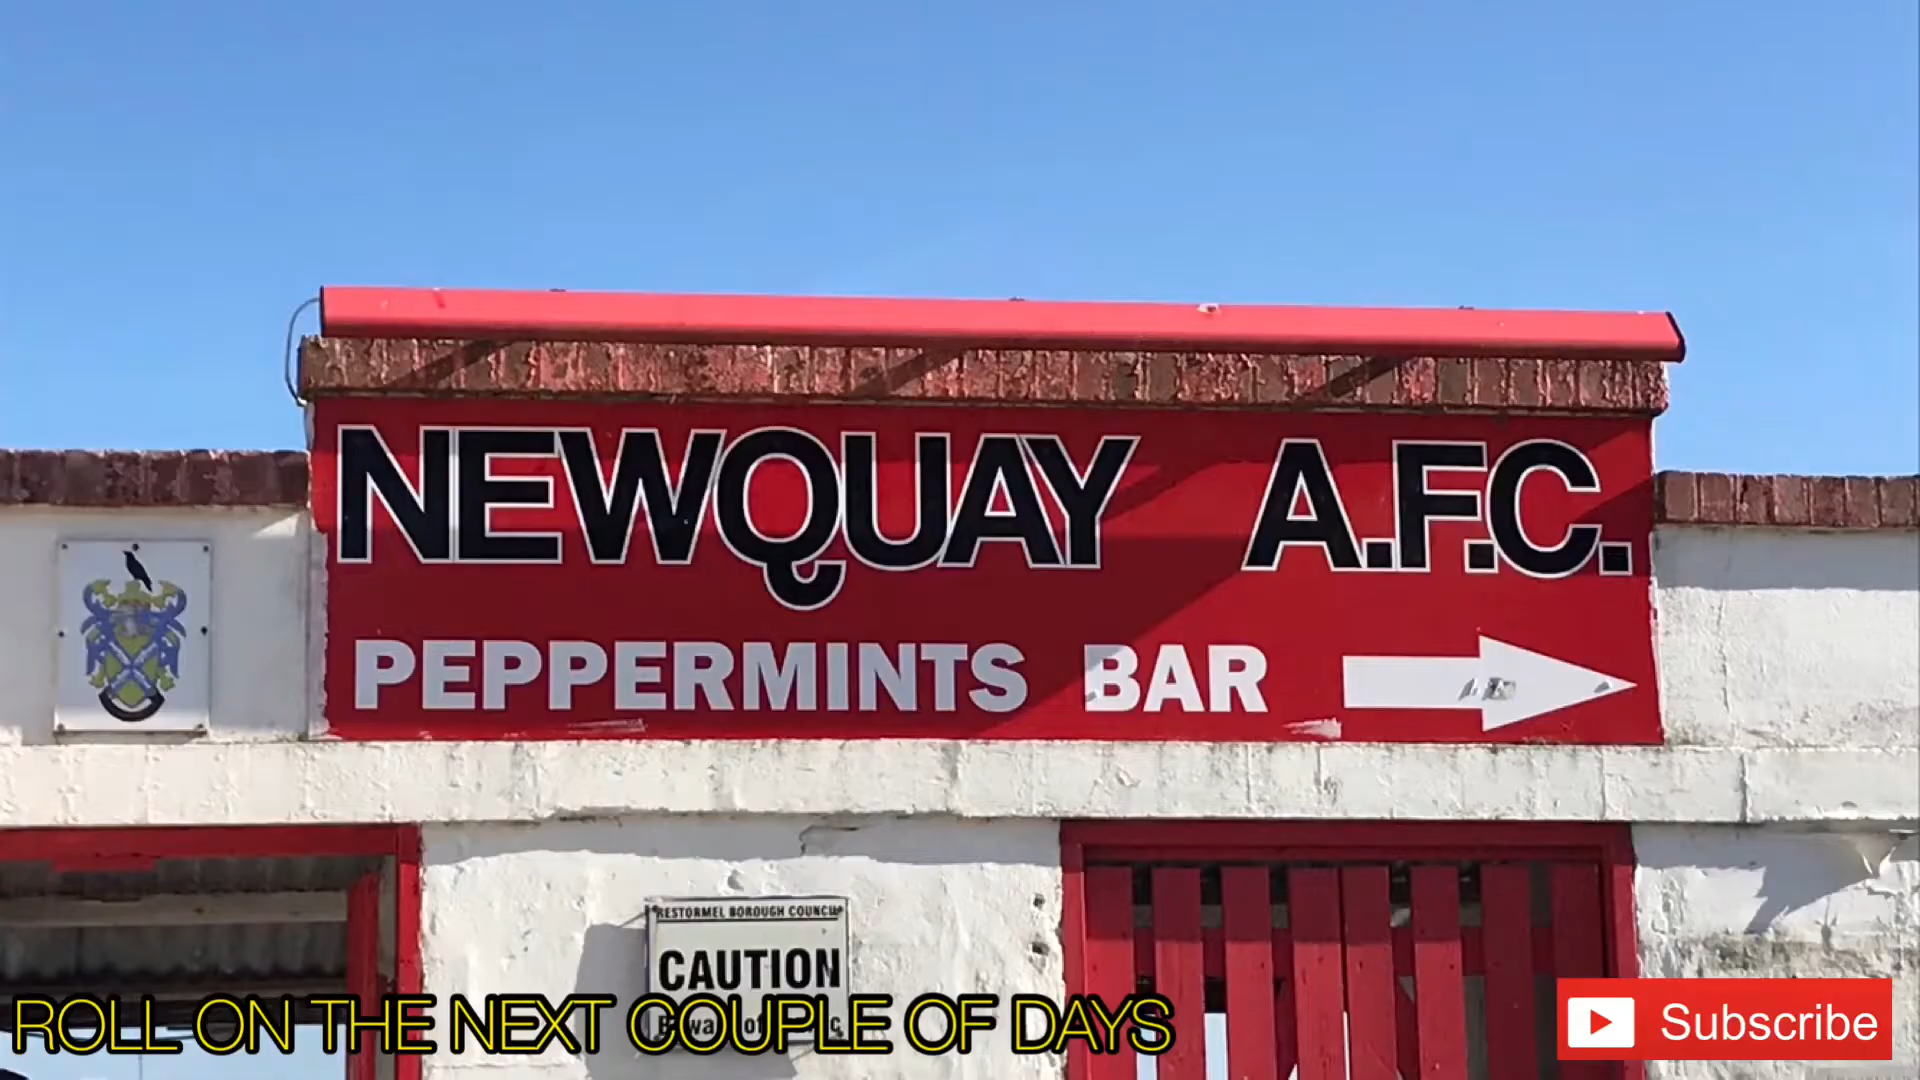 NEWQUAY A.F.C.
PEPPERMINTS BAR
RESTORMEL BOROUGH COUNCIL
CAUTION
ROLL ON THE NEXT COUPLE OF DAYS
Subscribe